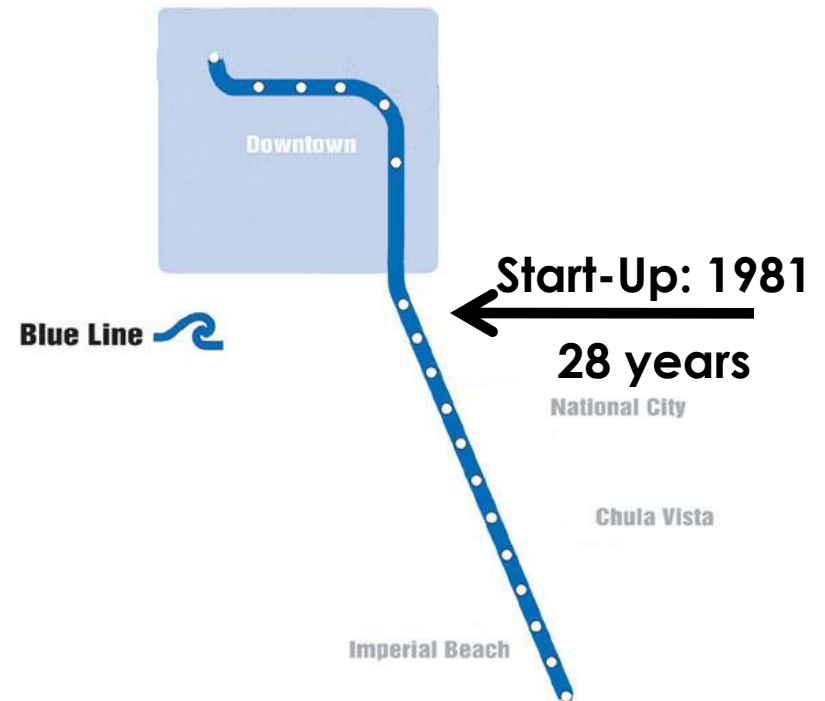 Downtown
Start-Up: 1981
Blue Line
28 years
National City
Chula Vista
Imperial Beach